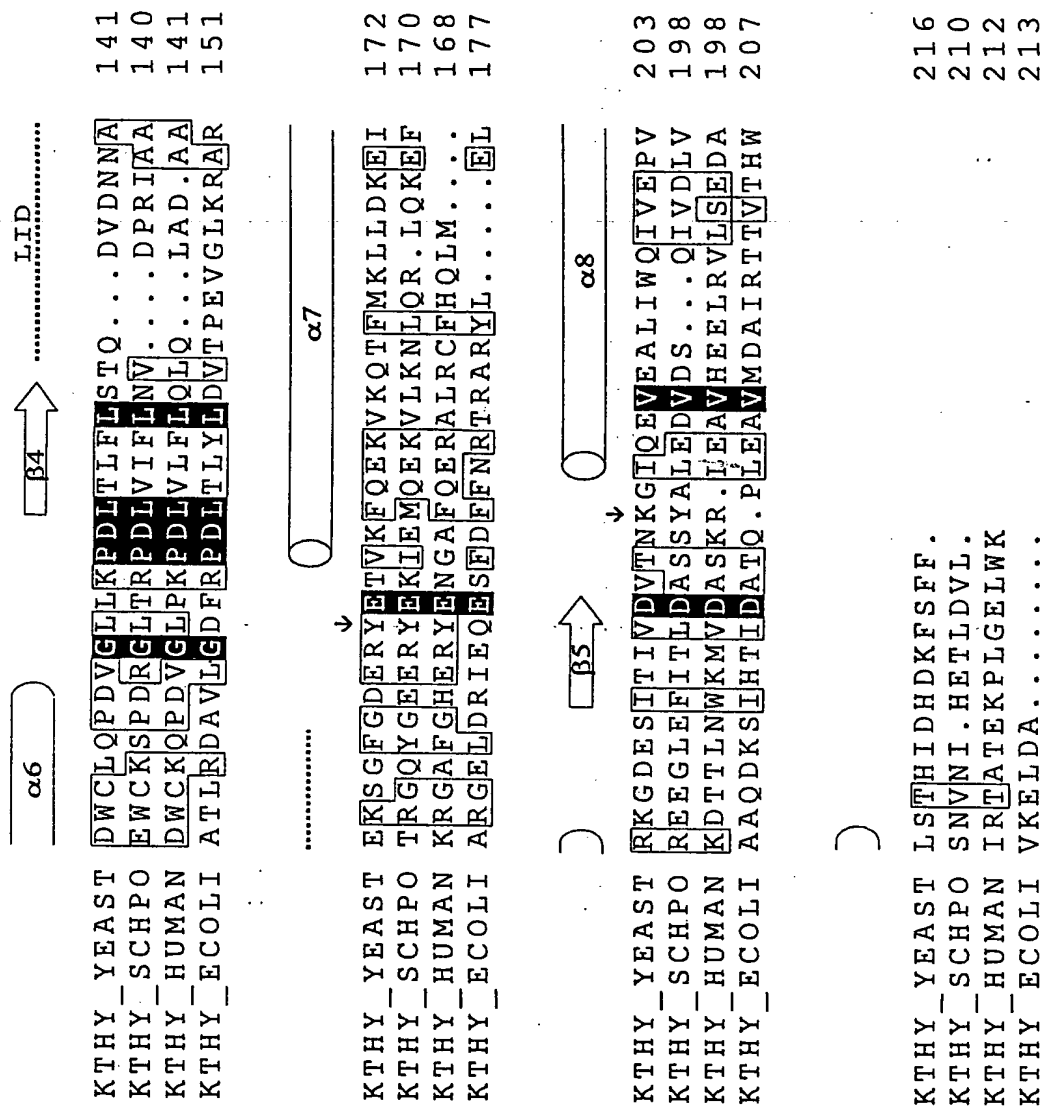 α6 β4 LID
KTHY_YEAST DWCLQPDVGLLKPDLTLFLSTQ...DVDNNA 141
KTHY_SCHPO EWCKSPDRGLTRPDLVIFLNV....DPRIAA 140
KTHY_HUMAN DWCKQPDVGLPKPDLVLFLQLQ...LAD.AA 141
KTHY_ECOLI ATLRDAVLGDFRPDLTLYLDVTPEVGLKRAR 151
α7
KTHY_YEAST EKSGFGDERYETVKFQEKVKQTFMKLLDKEI 172
KTHY_SCHPO TRGQYGEERYEKIEMQEKVLKNLQR.LQKEF 170
KTHY_HUMAN KRGAFGHERYENGAFQERALRCFHQLM.... 168
KTHY_ECOLI ARGELDRIEQESFDFFNRTRARYL.....EL 177
β5 α8
KTHY_YEAST RKGDESITIVDVTNKGIQEVEALIWQIVEPV 203
KTHY_SCHPO REEGLEFITLDASSYALEDVDS...QIVDLV 198
KTHY_HUMAN KDTTLNWKMVDASKR.LEAVHEELRVLSEDA 198
KTHY_ECOLI AAQDKSIHTIDATQ.PLEAVMDAIRTTVTHW 207
KTHY_YEAST LSTHIDHDKFSFF. 216
KTHY_SCHPO SNVNI.HETLDVL. 210
KTHY_HUMAN IRTATEKPLGELWK 212
KTHY_ECOLI VKELDA........ 213